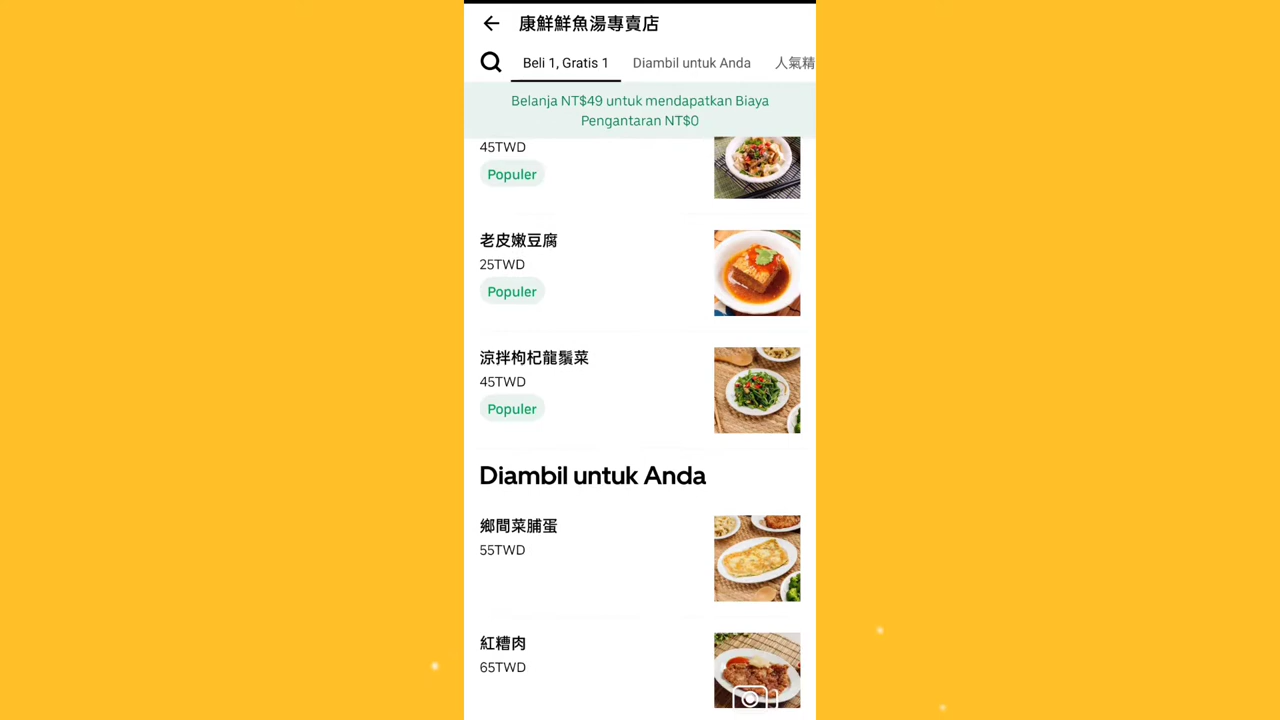 康鮮鮮魚湯專賣店
Beli 1, Gratis 1
Diambil untuk Anda
人氣精
Belanja NT$49 untuk mendapatkan Biaya
Pengantaran NT$0
45TWD
Populer
老皮嫩豆腐
25TWD
Populer
涼拌枸杞龍鬚菜
45TWD
Populer
Diambil untuk Anda
鄉間菜脯蛋
55TWD
紅糟肉
65TWD